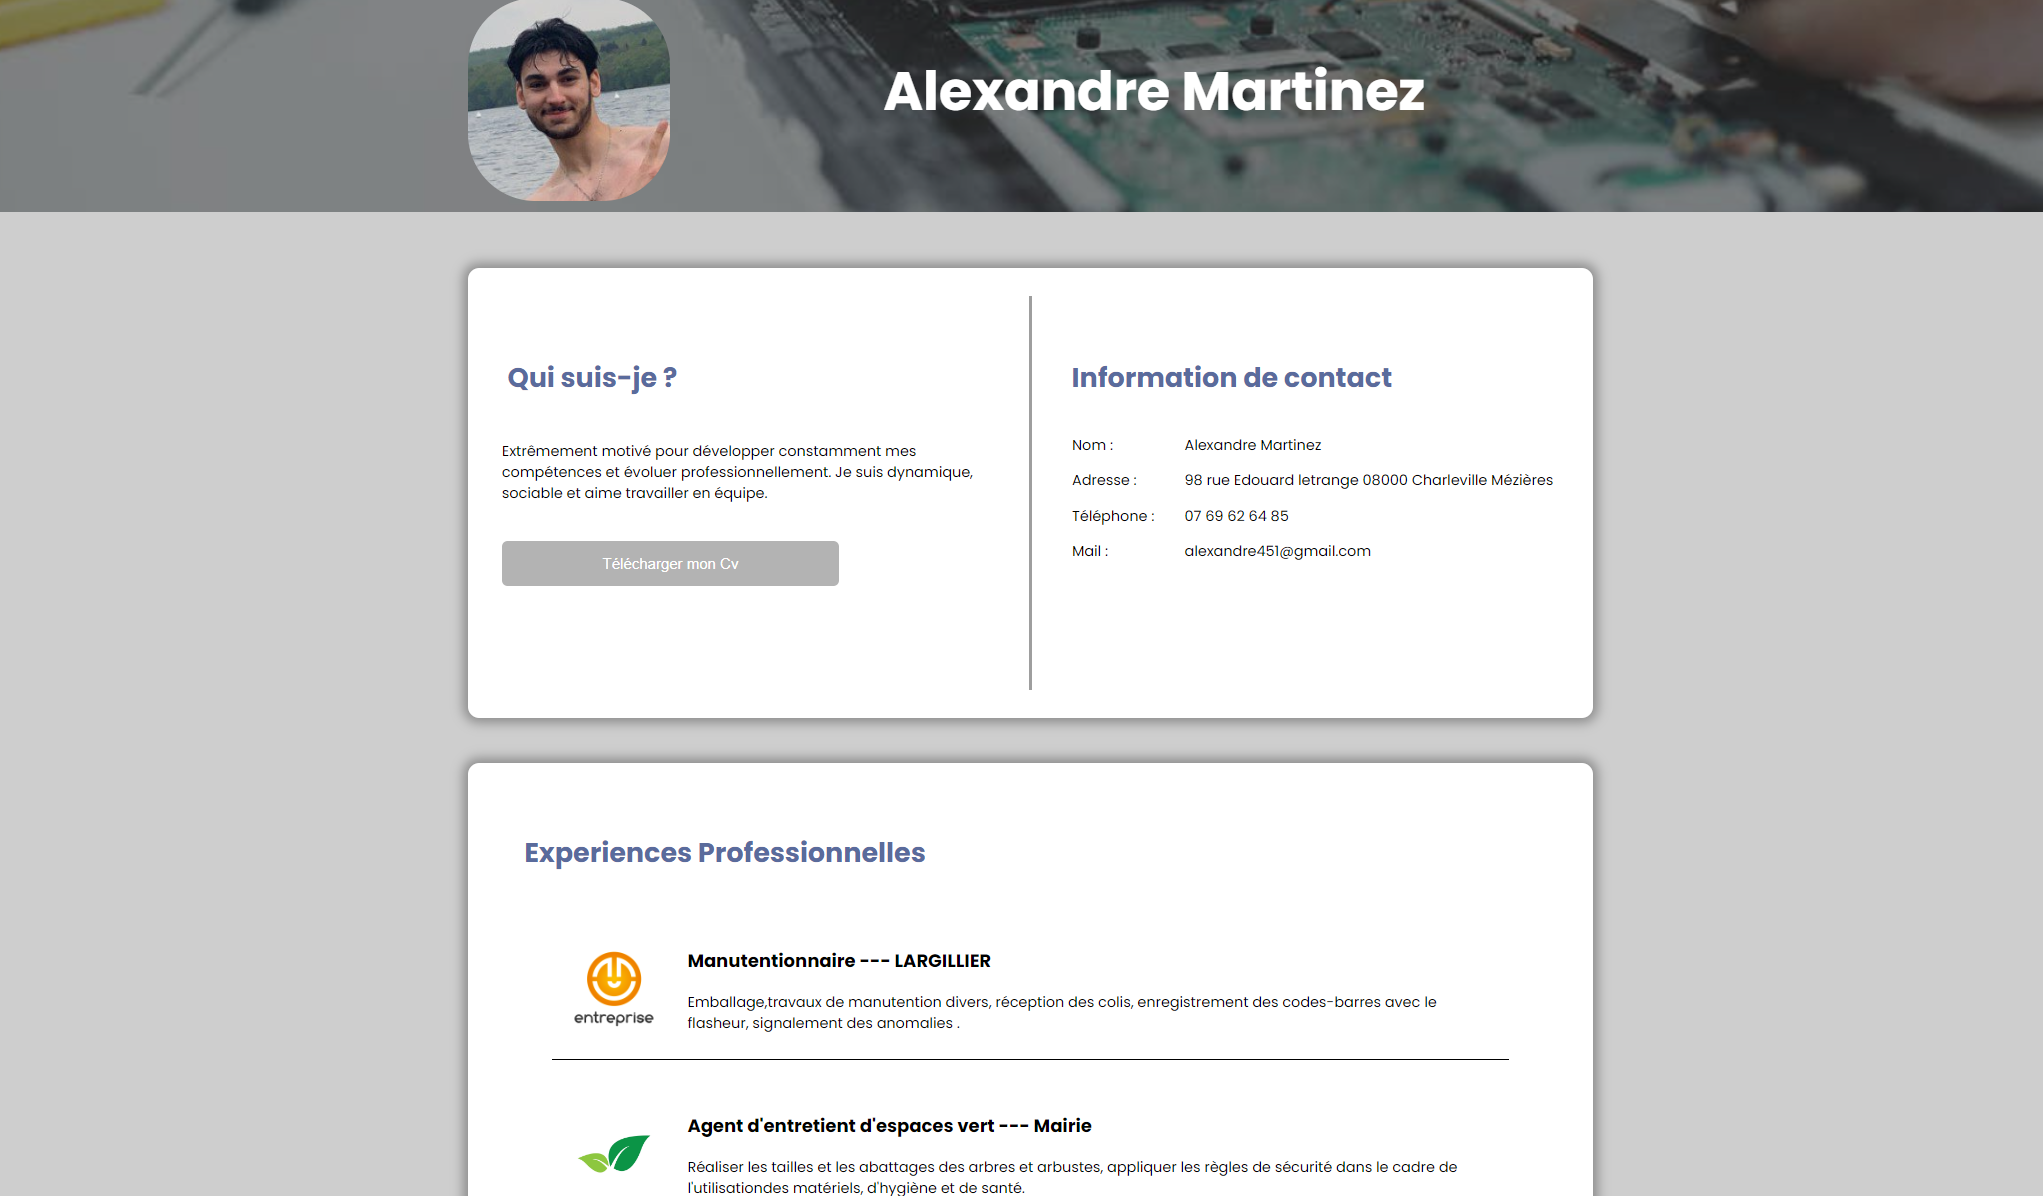 Alexandre Martinez
Qui suis-je ?
Extrêmement motivé pour développer constamment mes
compétences et évoluer professionnellement. Je suis dynamique,
sociable et aime travailler en équipe.
Télécharger mon Cv
Information de contact
Nom : Alexandre Martinez
Adresse : 98 rue Edouard letrange 08000 Charleville Mézières
Téléphone : 07 69 62 64 85
Mail : alexandre451@gmail.com
Experiences Professionnelles
entreprise
Manutentionnaire --- LARGILLIER
Emballage,travaux de manutention divers, réception des colis, enregistrement des codes-barres avec le
flasheur, signalement des anomalies .
Agent d'entretient d'espaces vert --- Mairie
Réaliser les tailles et les abattages des arbres et arbustes, appliquer les règles de sécurité dans le cadre de
l'utilisationdes matériels, d'hygiène et de santé.